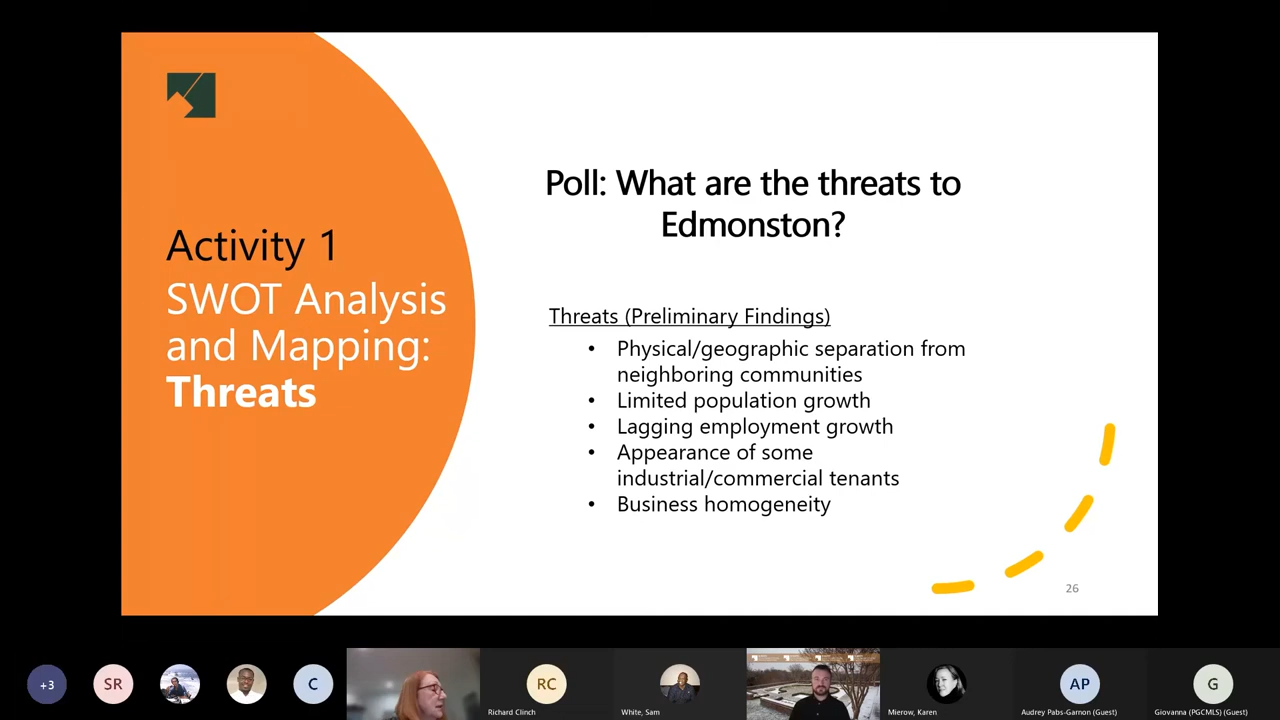 Activity 1
SWOT Analysis
and Mapping:
Threats
Poll: What are the threats to
Edmonston?
Threats (Preliminary Findings)
• Physical/geographic separation from
neighboring communities
• Limited population growth
• Lagging employment growth
• Appearance of some
industrial/commercial tenants
• Business homogeneity
26
+3
SR
C
RC
Richard Clinch
White, Sam
Mierow, Karen
AP
Audrey Pabs-Garnon (Guest)
G
Giovanna (PGCMLS) (Guest)